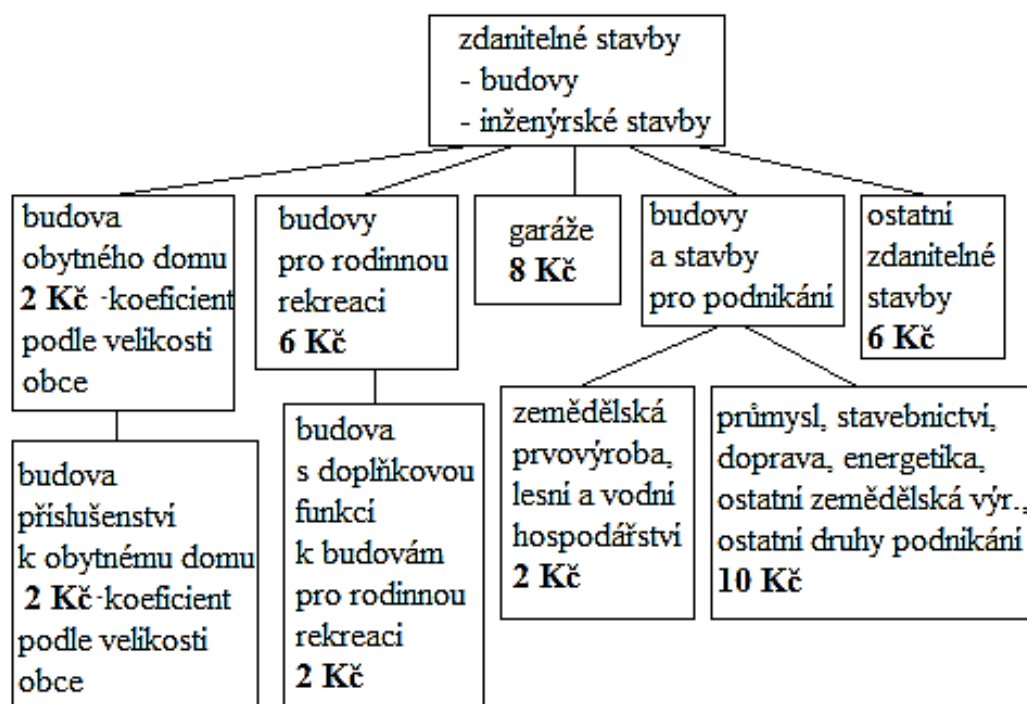 zdanitelné stavby
- budovy
- inženýrské stavby
budova
obytného domu
2 Kč -koeficient
podle velikosti
obce
budovy
pro rodinnou
rekreaci
6 Kč
garáže
8 Kč
budovy
a stavby
pro podnikání
ostatní
zdanitelné
stavby
6 Kč
budova
příslušenství
k obytnému domu
2 Kč-koeficient
podle velikosti
obce
budova
s doplňkovou
funkcí
k budovám
pro rodinnou
rekreaci
2 Kč
zemědělská
prvovýroba,
lesní a vodní
hospodářství
2 Kč
průmysl, stavebnictví,
doprava, energetika,
ostatní zemědělská výr.,
ostatní druhy podnikání
10 Kč